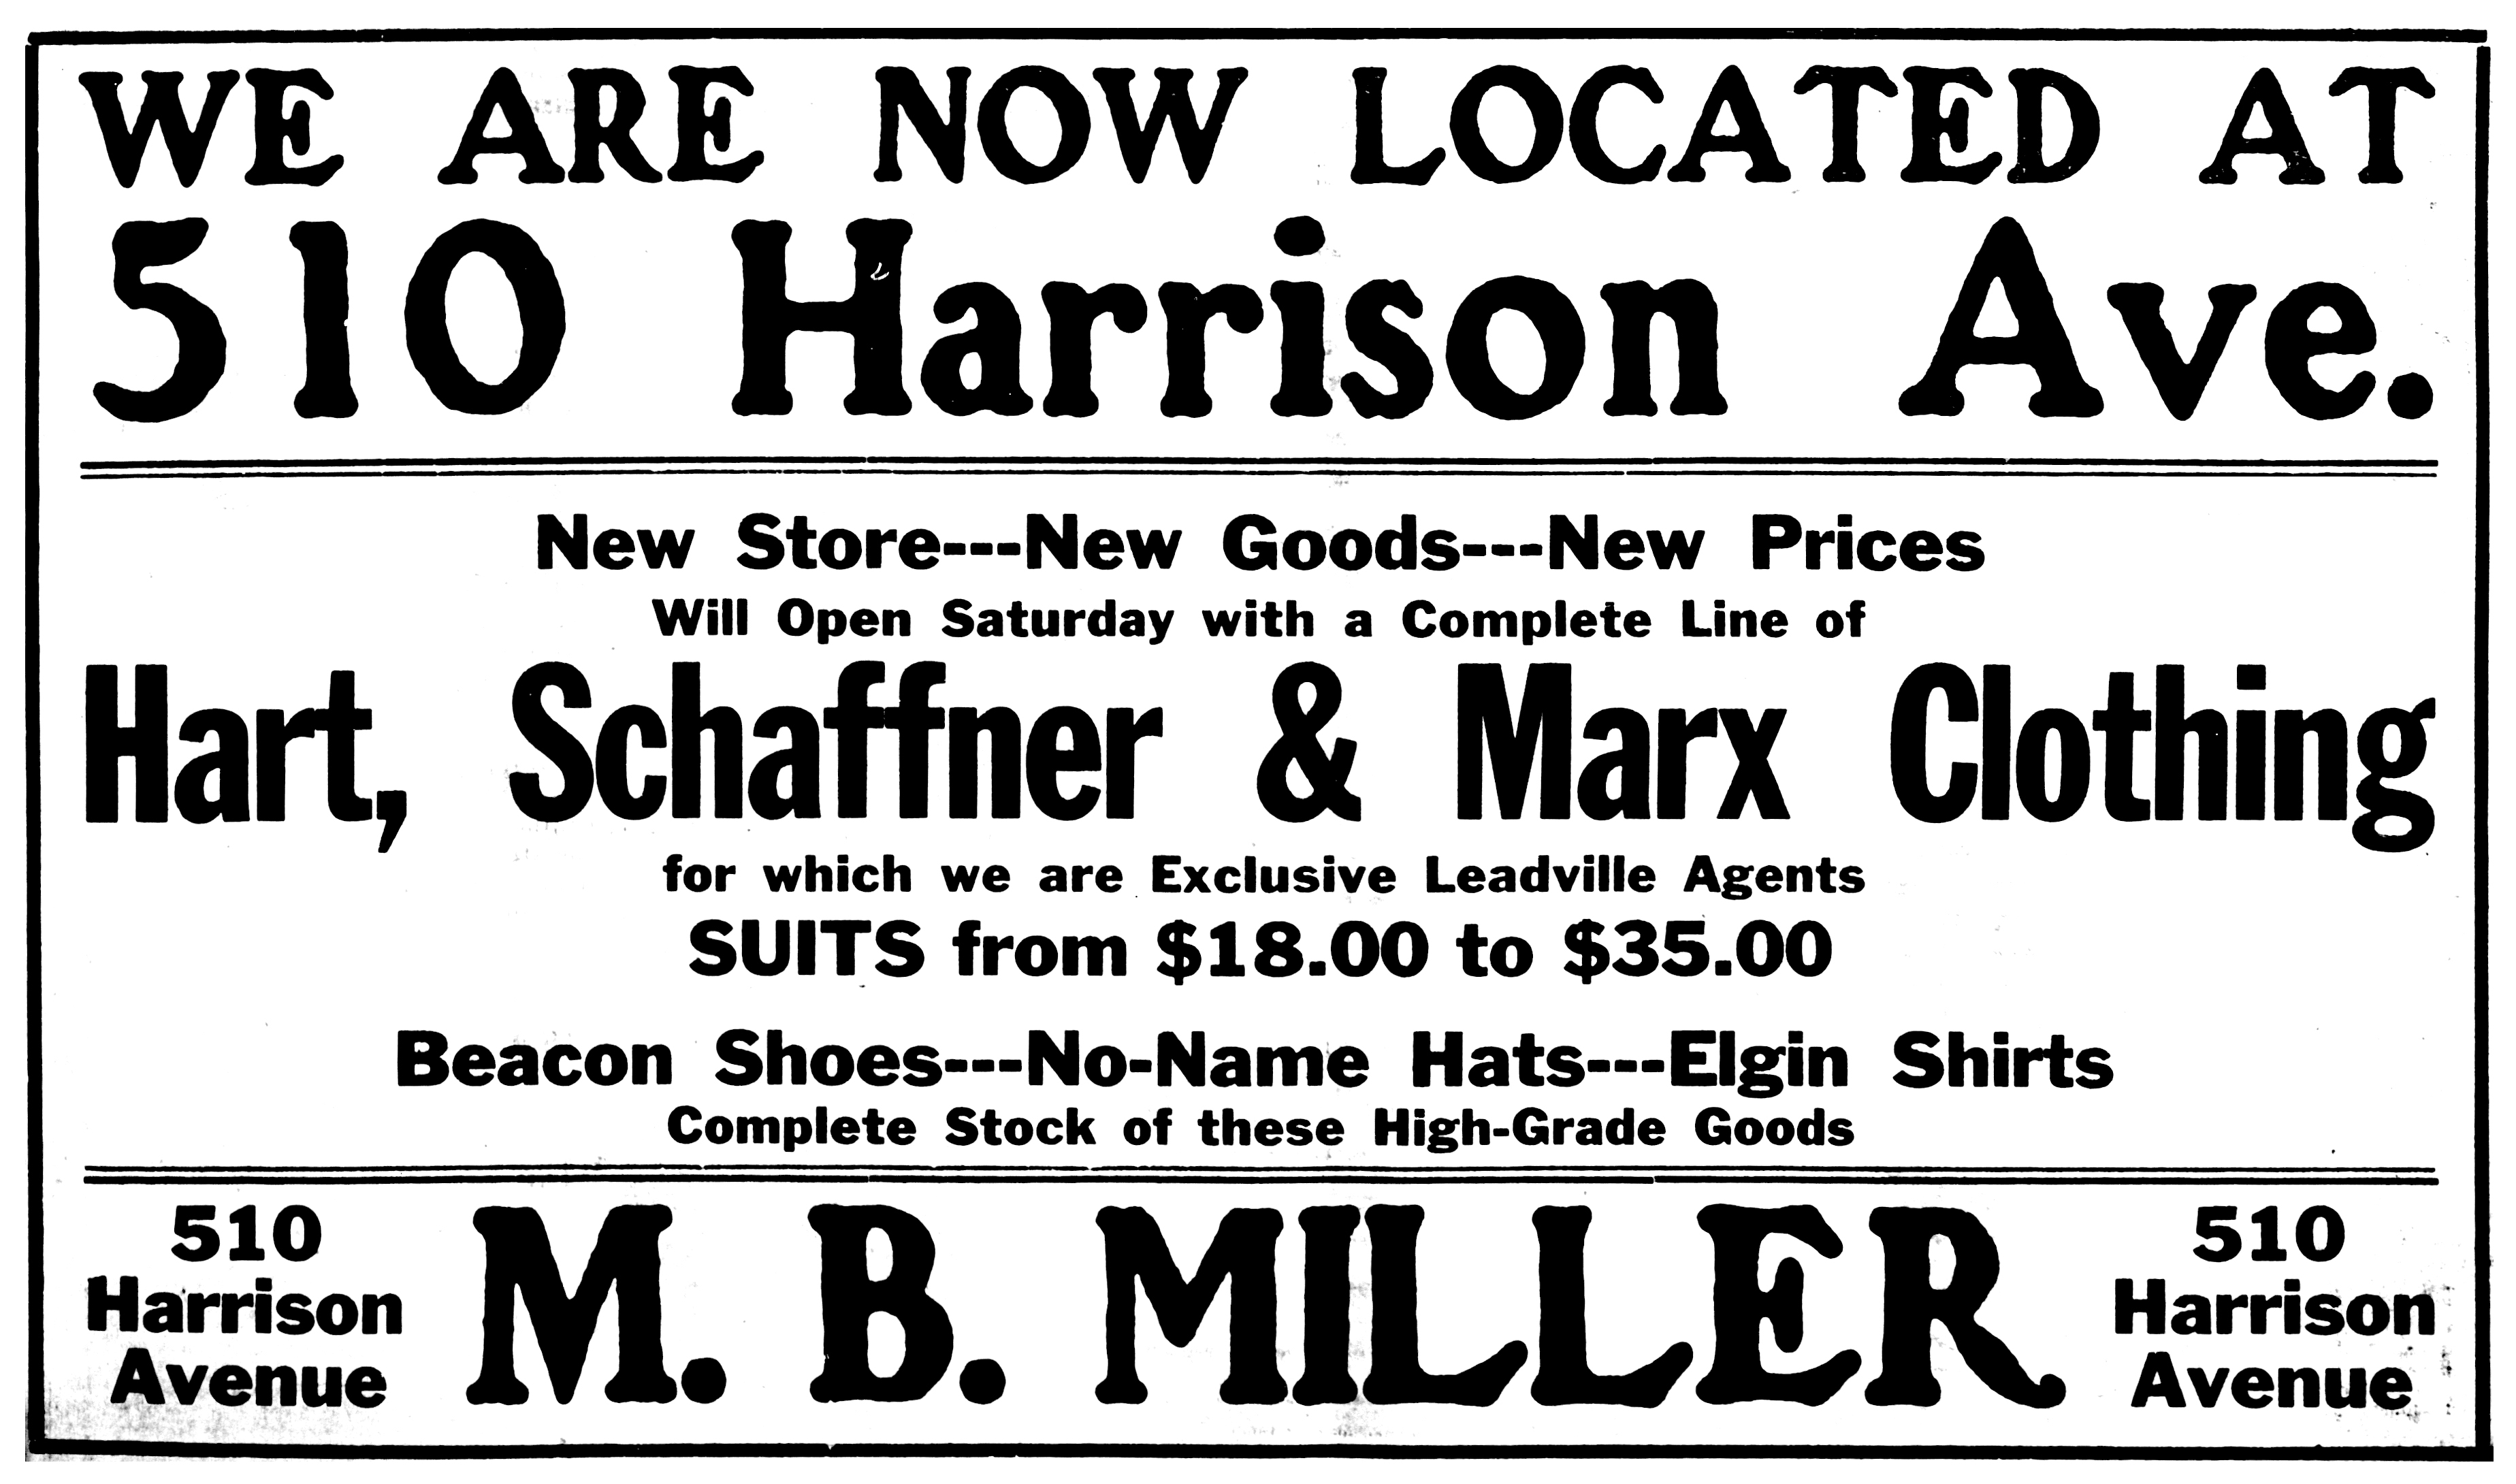 WE ARE NOW LOCATED AT
510 Harrison Ave.
New Store---New Goods---New Prices
Will Open Saturday with a Complete Line of
Hart, Schaffner & Marx Clothing
for which we are Exclusive Leadville Agents
SUITS from $18.00 to $35.00
Beacon Shoes---No-Name Hats---Elgin Shirts
Complete Stock of these High-Grade Goods
510
Harrison
Avenue
M. B. MILLER
510
Harrison
Avenue